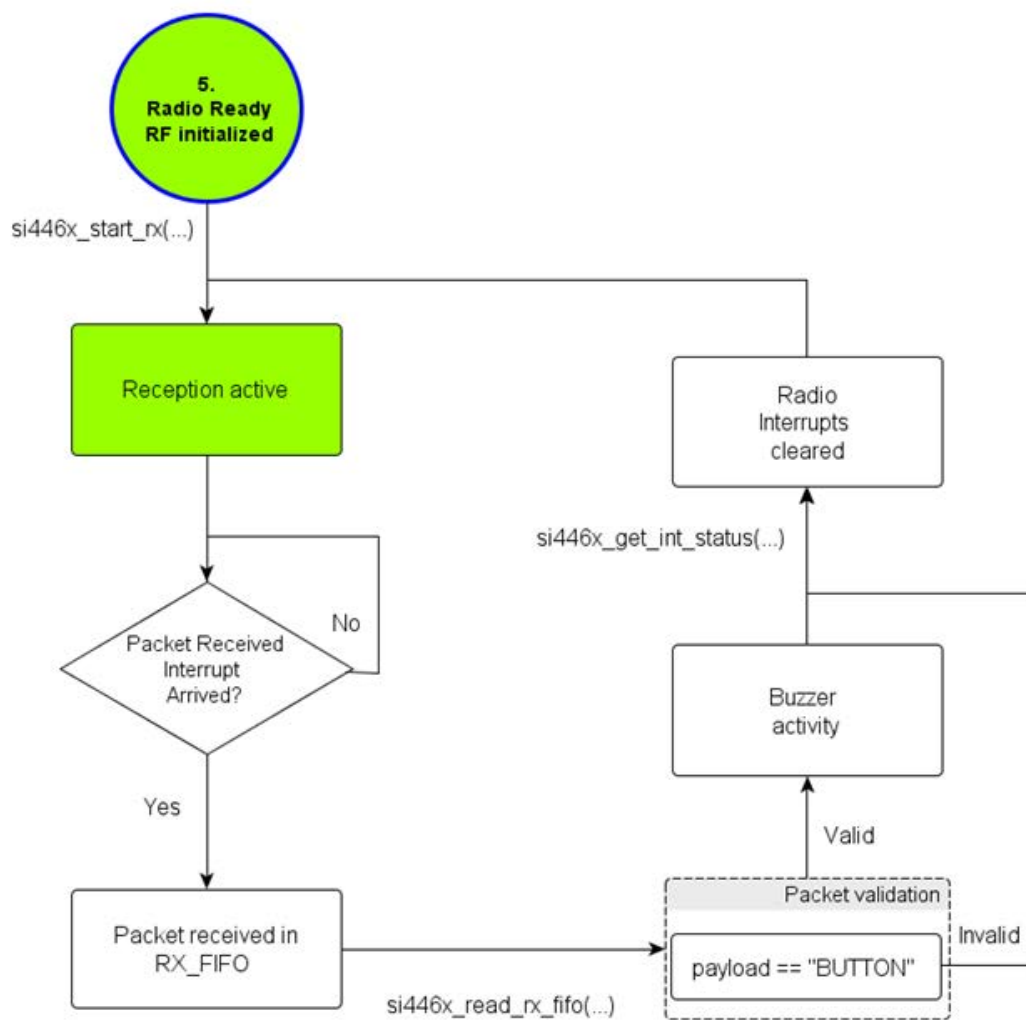 5.
Radio Ready
RF initialized
si446x_start_rx(...)
Reception active
Radio
Interrupts
cleared
si446x_get_int_status(...)
No
Packet Received
Interrupt
Arrived?
Buzzer
activity
Yes
Valid
Packet validation
Packet received in
RX_FIFO
payload == "BUTTON"
Invalid
si446x_read_rx_fifo(...)